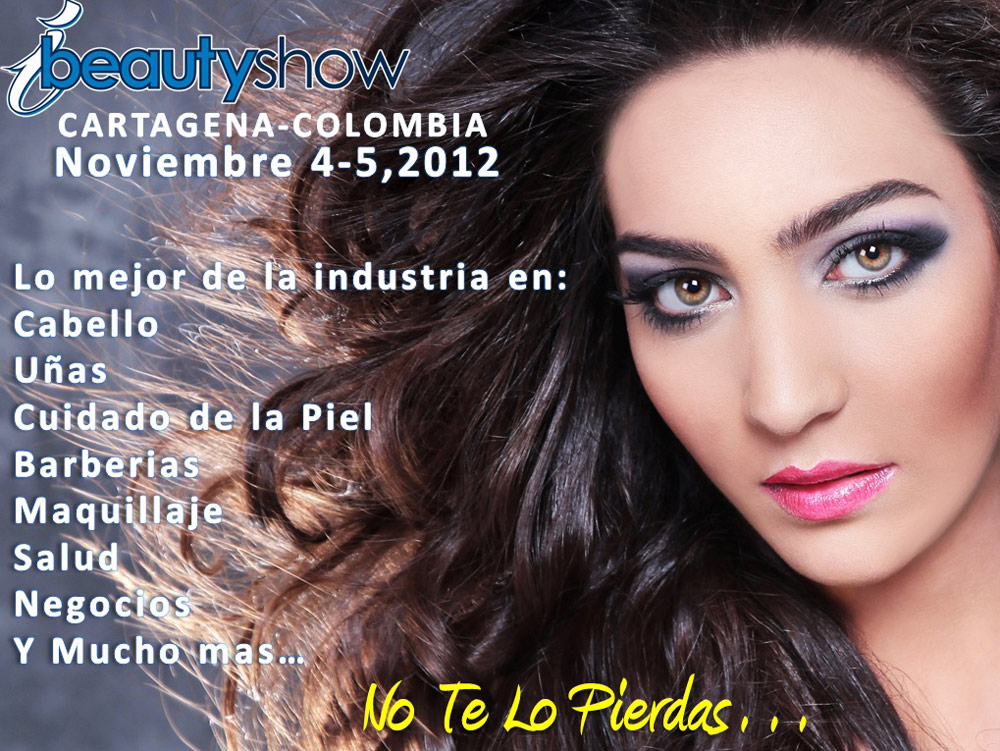 ibeautyshow
CARTAGENA-COLOMBIA
Noviembre 4-5,2012
Lo mejor de la industria en:
Cabello
Uñas
Cuidado de la Piel
Barberias
Maquillaje
Salud
Negocios
Y Mucho mas...
No Te Lo Pierdas...